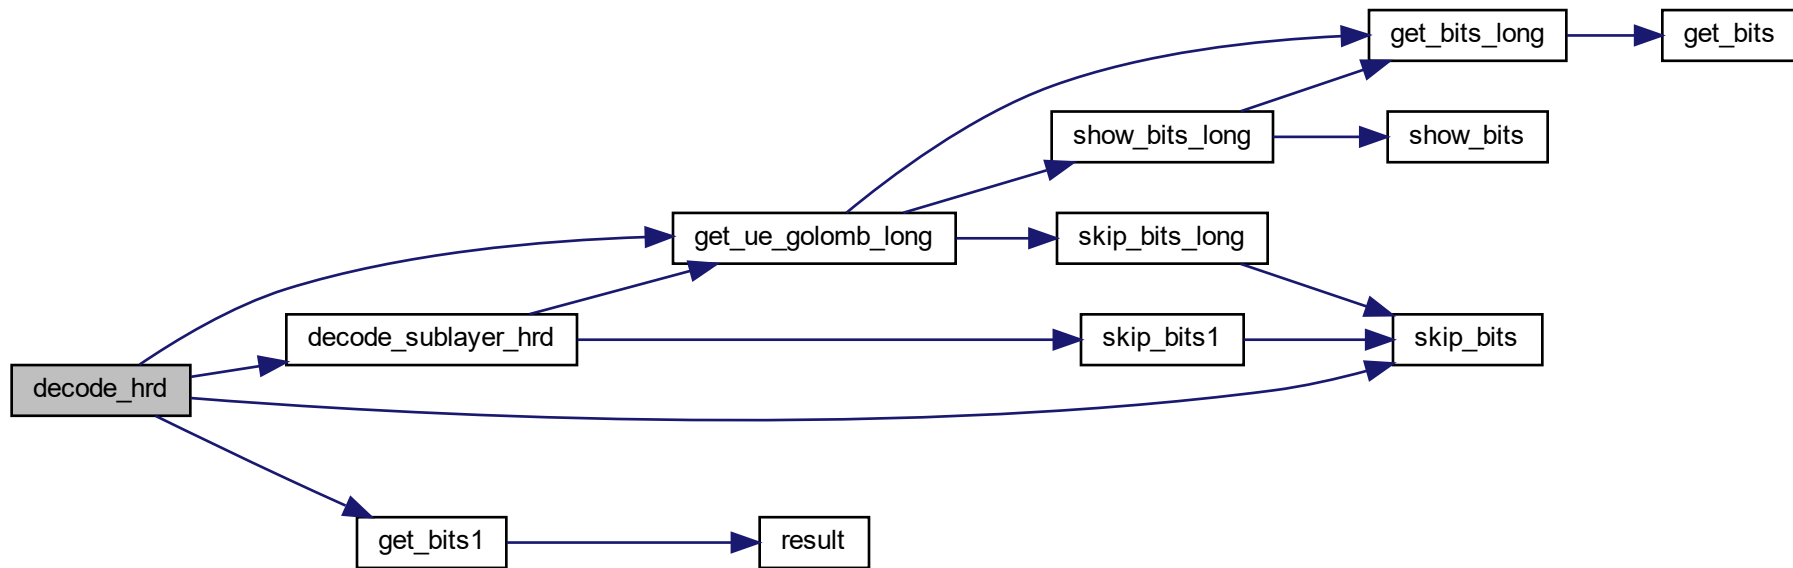 get_bits_long
get_bits
show_bits_long
show_bits
get_ue_golomb_long
skip_bits_long
decode_sublayer_hrd
skip_bits1
skip_bits
decode_hrd
get_bits1
result